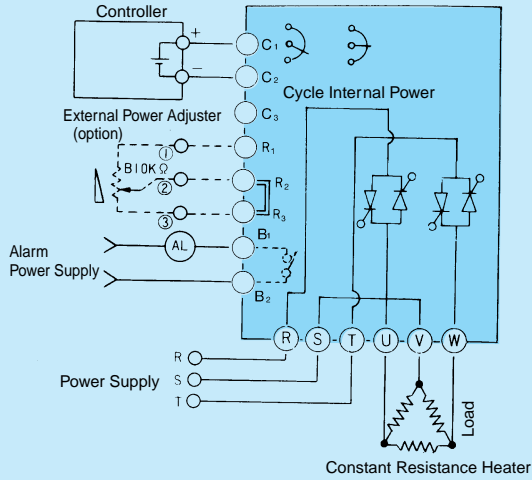 Controller
+
−
C1
C2
C3
Cycle Internal Power
External Power Adjuster
(option)
R1
①
B10KΩ
②
R2
③
R3
B1
AL
Alarm
Power Supply
B2
R S T U V W
R
Power Supply
S
T
Load
Constant Resistance Heater